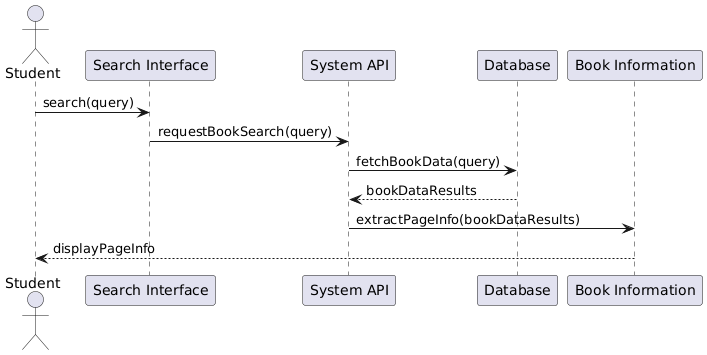 Student
Search Interface
System API
Database
Book Information
search(query)
requestBookSearch(query)
fetchBookData(query)
bookDataResults
extractPageInfo(bookDataResults)
displayPageInfo
Student
Search Interface
System API
Database
Book Information